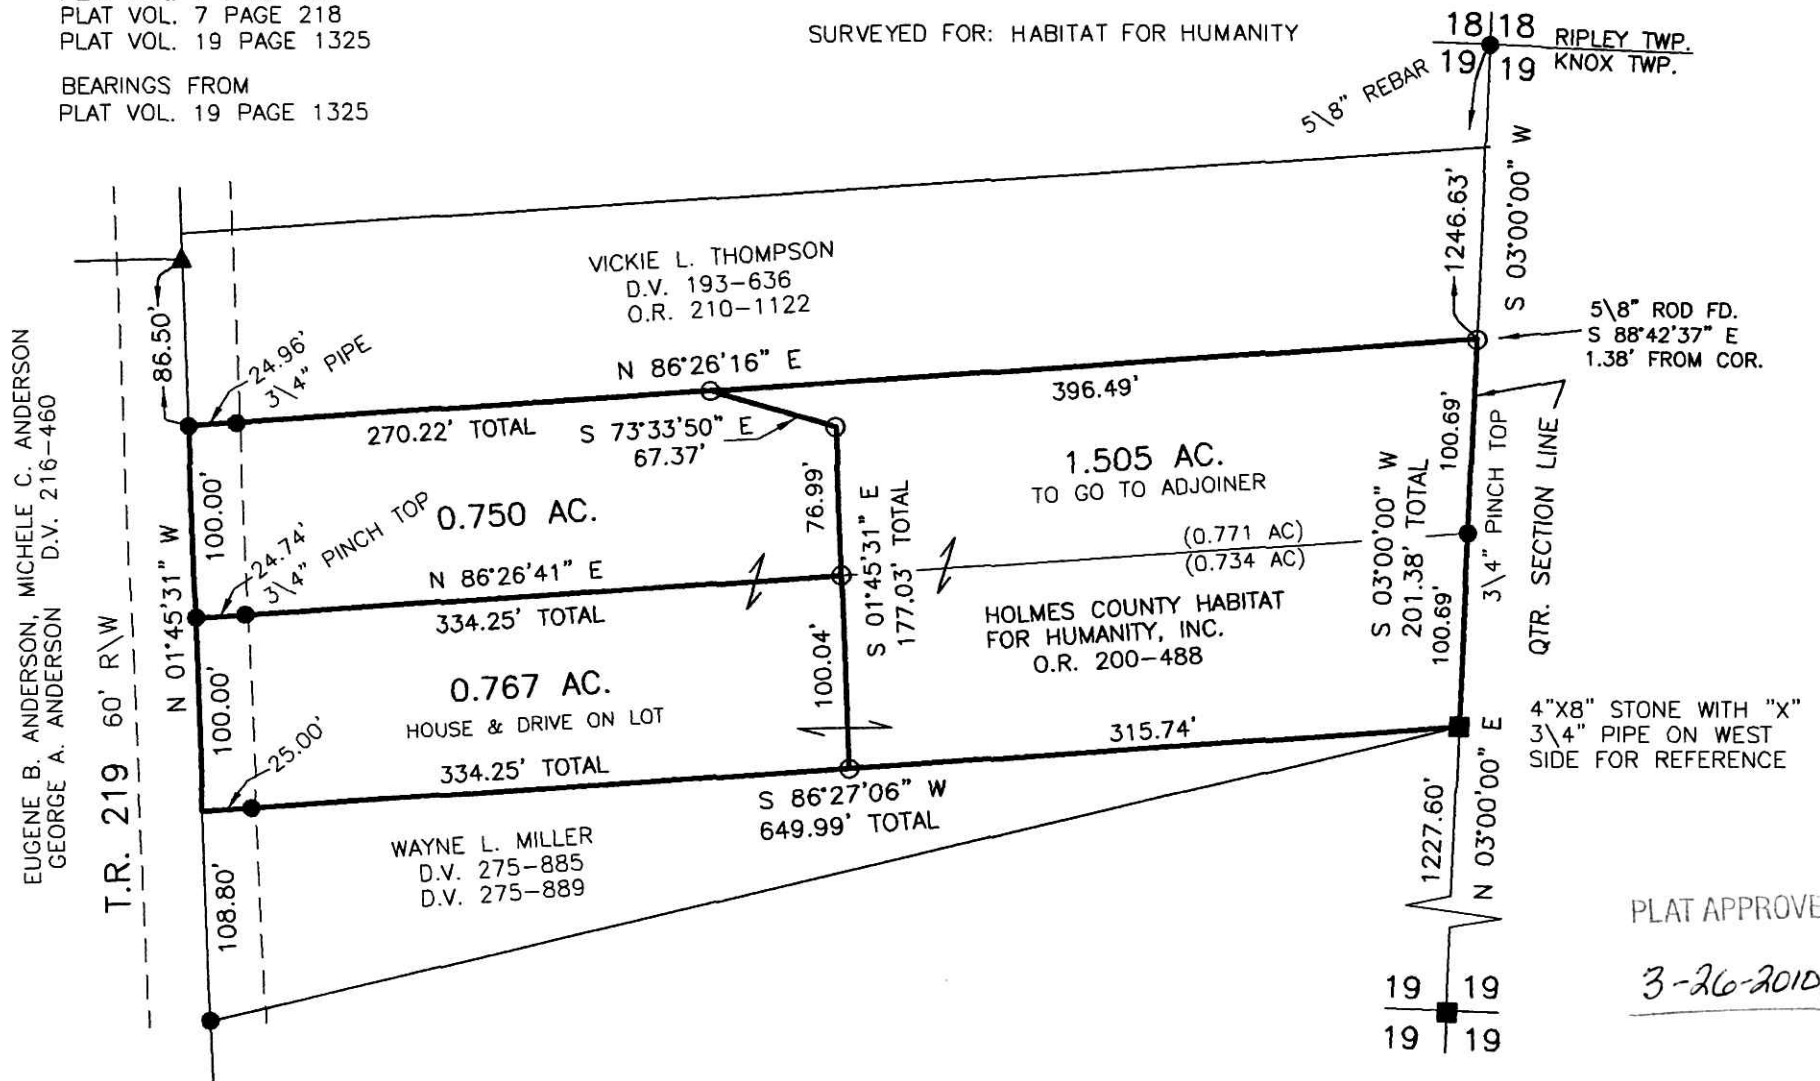 PLAT VOL. 7 PAGE 218
PLAT VOL. 19 PAGE 1325
BEARINGS FROM
PLAT VOL. 19 PAGE 1325
SURVEYED FOR: HABITAT FOR HUMANITY
18 18
19 19
RIPLEY TWP.
KNOX TWP.
5\8" REBAR
1246.63'
S 03°00'00" W
VICKIE L. THOMPSON
D.V. 193-636
O.R. 210-1122
86.50'
24.96'
3\4" PIPE
N 86°26'16" E
396.49'
5\8" ROD FD.
S 88°42'37" E
1.38' FROM COR.
270.22' TOTAL
S 73°33'50" E
67.37'
EUGENE B. ANDERSON, MICHELE C. ANDERSON
GEORGE A. ANDERSON D.V. 216-460
T.R. 219 60' R\W
N 01°45'31" W
100.00'
0.750 AC.
24.74'
3\4" PINCH TOP
76.99'
S 01°45'31" E
177.03' TOTAL
1.505 AC.
TO GO TO ADJOINER
(0.771 AC)
(0.734 AC)
S 03°00'00" W
201.38' TOTAL
100.69'
3\4" PINCH TOP
QTR. SECTION LINE
N 86°26'41" E
334.25' TOTAL
HOLMES COUNTY HABITAT
FOR HUMANITY, INC.
O.R. 200-488
100.69'
100.00'
0.767 AC.
HOUSE & DRIVE ON LOT
100.04'
25.00'
334.25' TOTAL
315.74'
4"X8" STONE WITH "X"
3\4" PIPE ON WEST
SIDE FOR REFERENCE
S 86°27'06" W
649.99' TOTAL
WAYNE L. MILLER
D.V. 275-885
D.V. 275-889
108.80'
1227.60'
N 03°00'00" E
PLAT APPROVE
3-26-2010
19 19
19 19